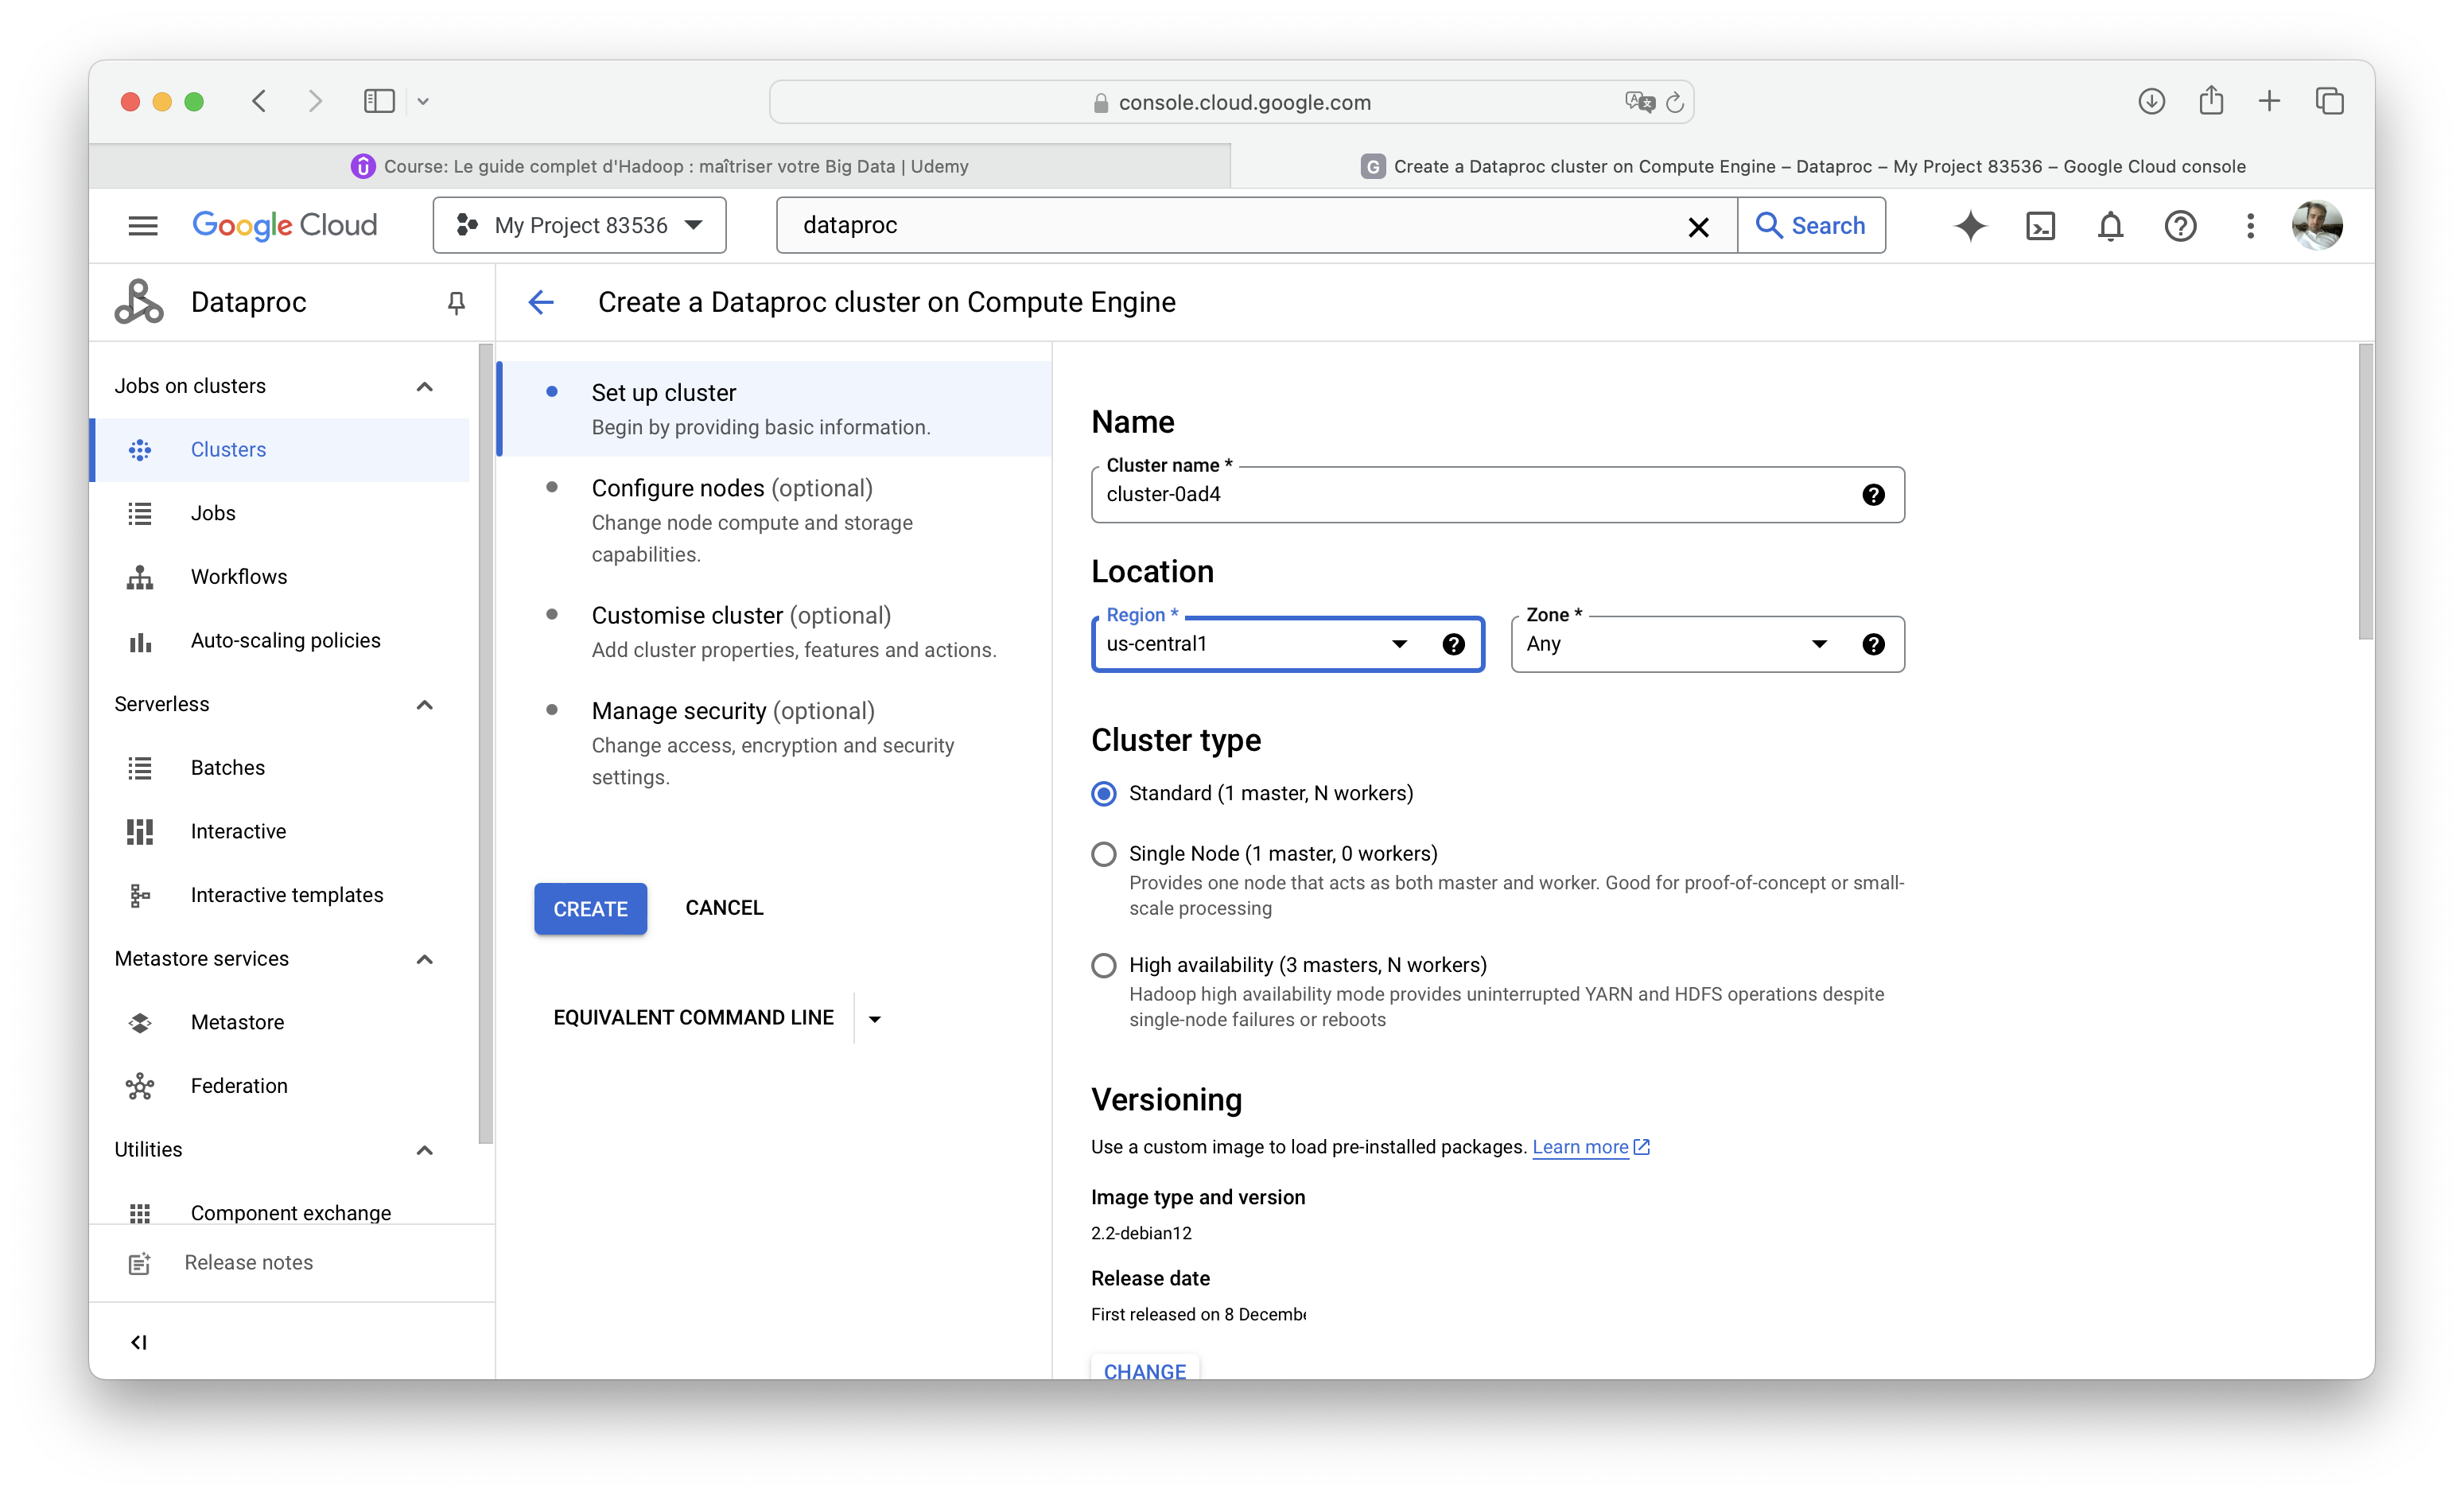 console.cloud.google.com
Course: Le guide complet d'Hadoop : maîtriser votre Big Data | Udemy
G
Create a Dataproc cluster on Compute Engine – Dataproc – My Project 83536 – Google Cloud console
Google Cloud
My Project 83536
dataproc
Search
Dataproc
Create a Dataproc cluster on Compute Engine
Jobs on clusters
Clusters
Jobs
Workflows
Auto-scaling policies
Serverless
Batches
Interactive
Interactive templates
Metastore services
Metastore
Federation
Utilities
Component exchange
Release notes
Set up cluster
Begin by providing basic information.
Configure nodes (optional)
Change node compute and storage
capabilities.
Customise cluster (optional)
Add cluster properties, features and actions.
Manage security (optional)
Change access, encryption and security
settings.
CREATE
CANCEL
EQUIVALENT COMMAND LINE
Name
Cluster name *
cluster-0ad4
Location
Region *
us-central1
Zone *
Any
Cluster type
Standard (1 master, N workers)
Single Node (1 master, 0 workers)
Provides one node that acts as both master and worker. Good for proof-of-concept or small-
scale processing
High availability (3 masters, N workers)
Hadoop high availability mode provides uninterrupted YARN and HDFS operations despite
single-node failures or reboots
Versioning
Use a custom image to load pre-installed packages. Learn more
Image type and version
2.2-debian12
Release date
First released on 8 Decembe
CHANGE